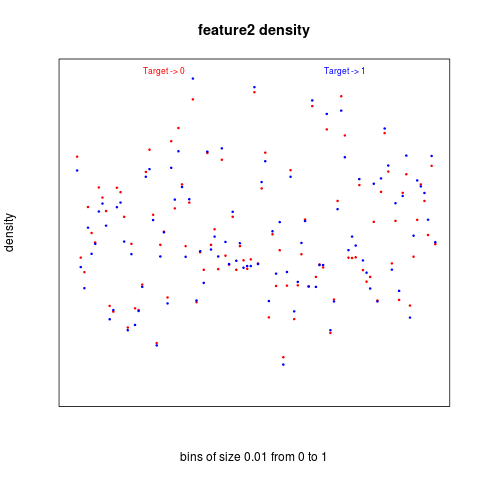 feature2 density
Target -> 0
Target -> 1
density
bins of size 0.01 from 0 to 1